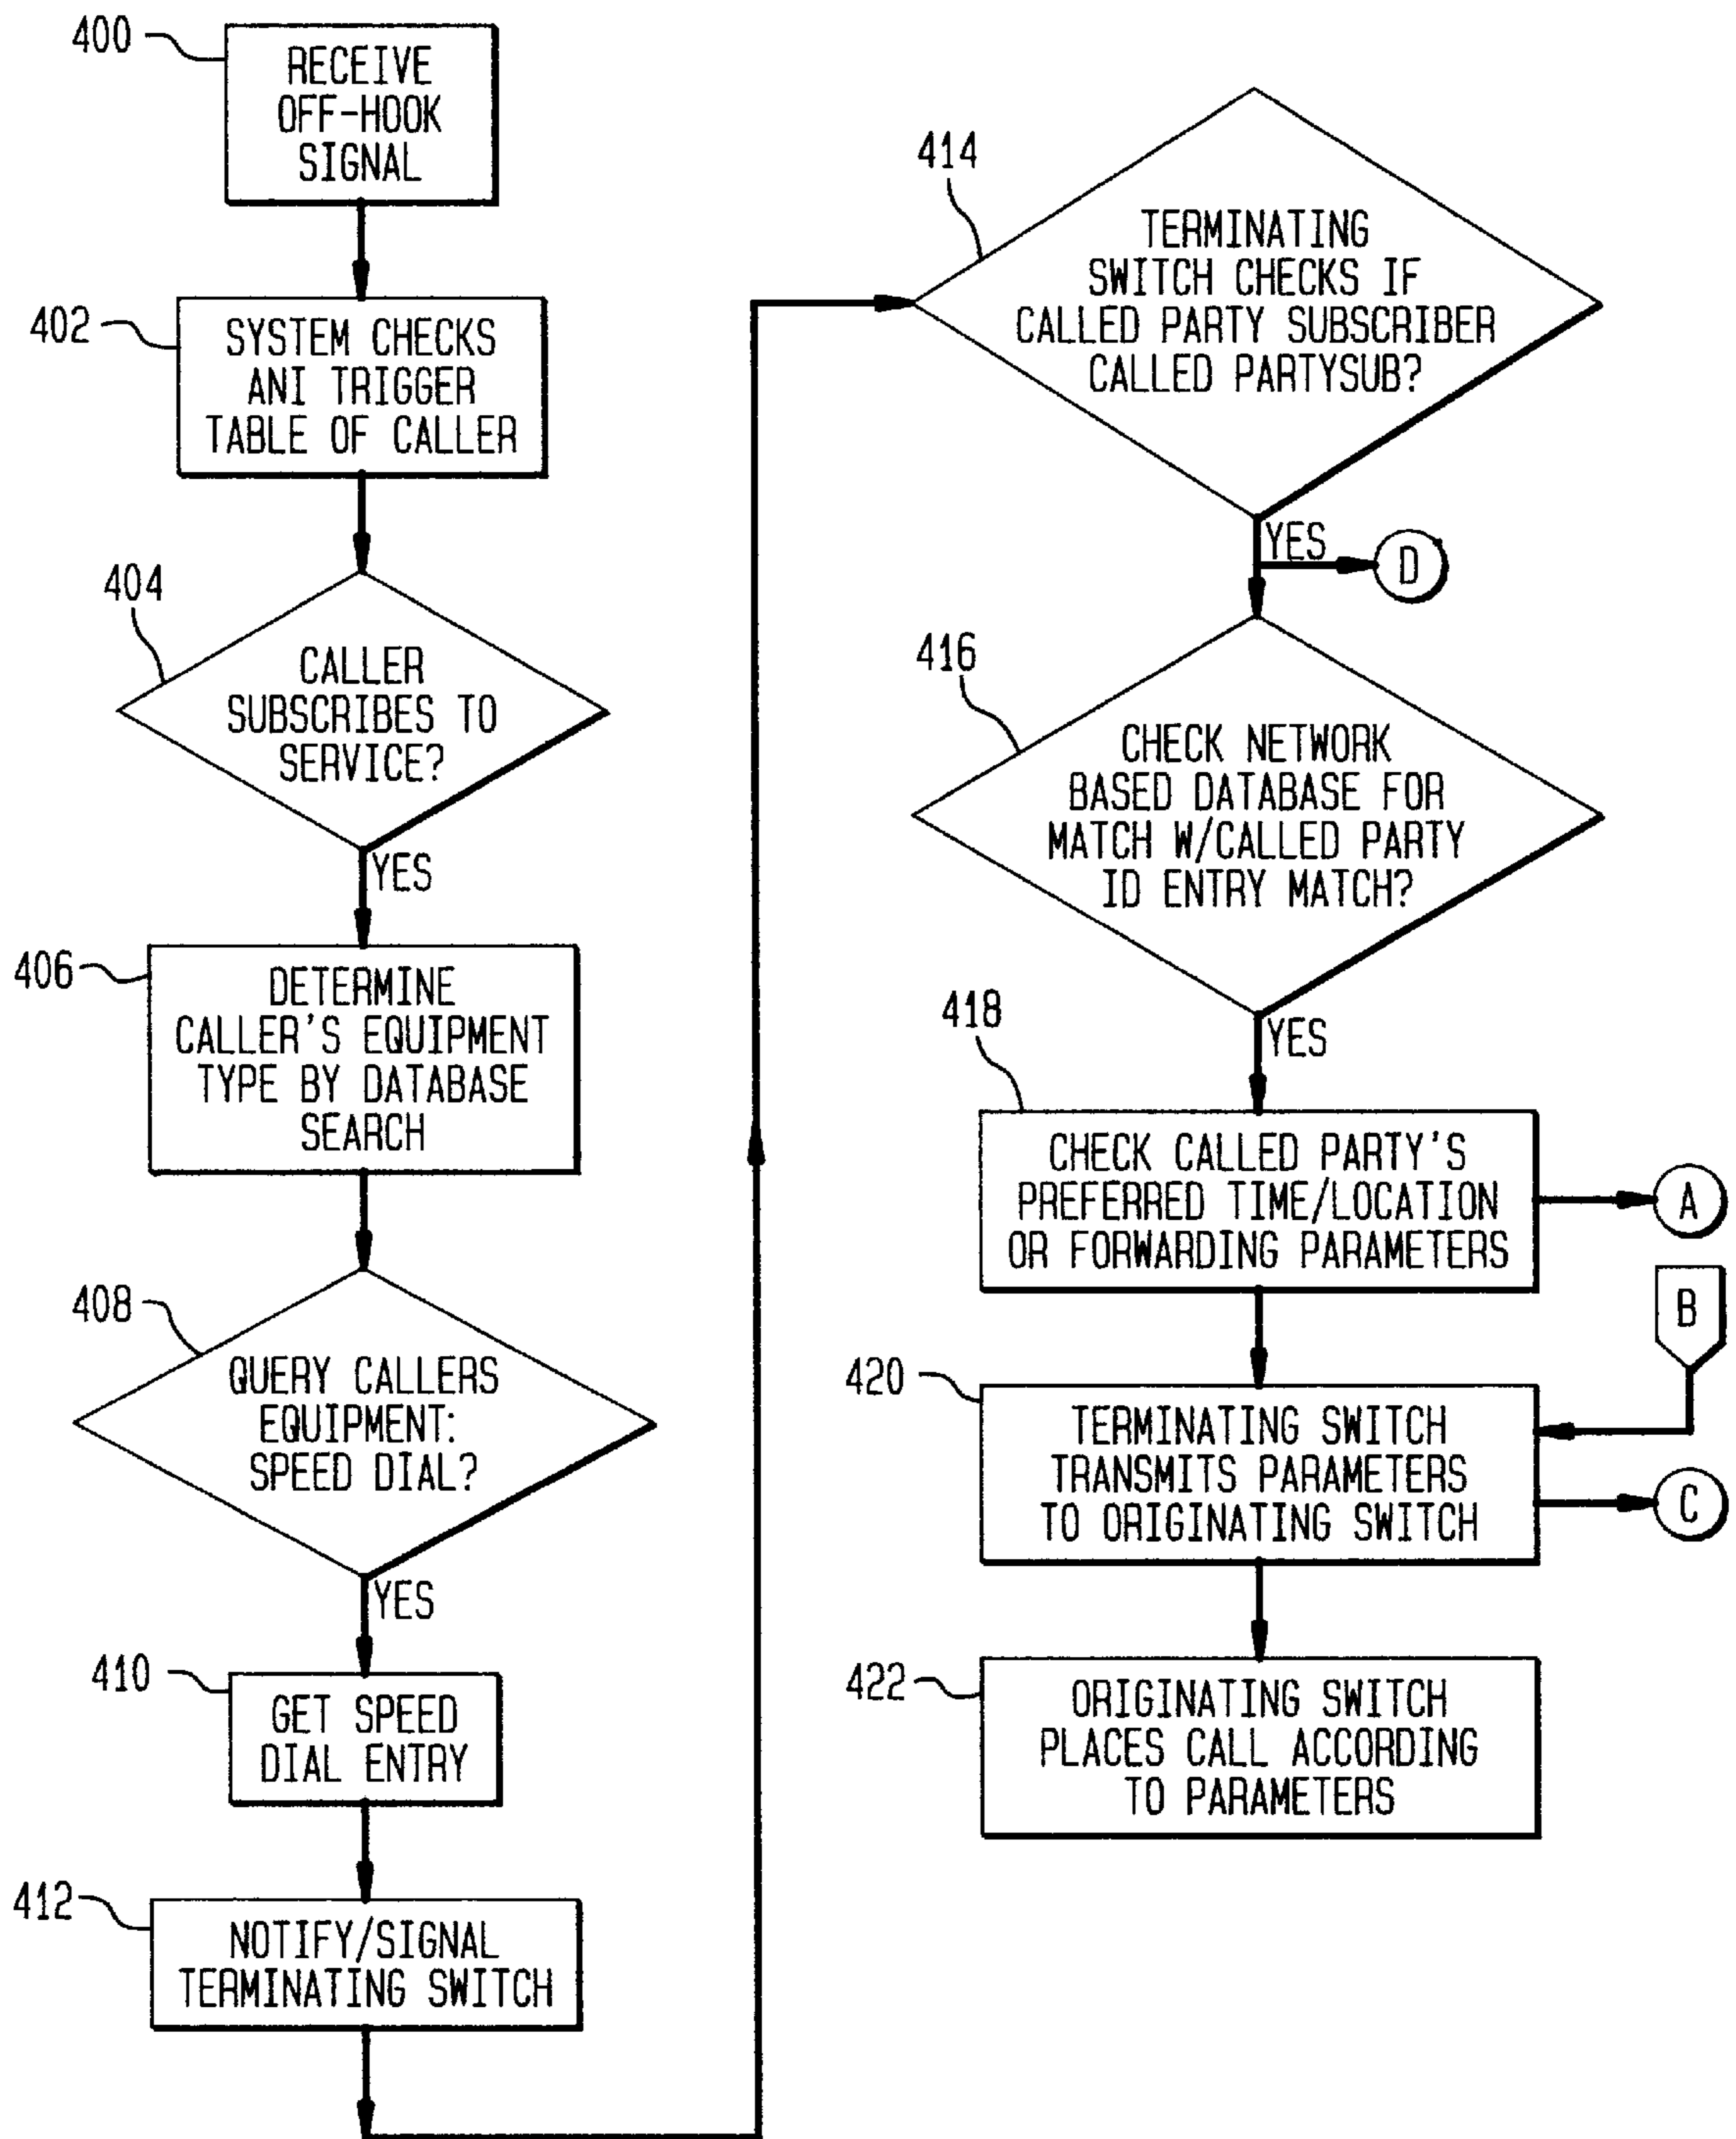 400
RECEIVE
OFF-HOOK
SIGNAL
402
SYSTEM CHECKS
ANI TRIGGER
TABLE OF CALLER
404
CALLER
SUBSCRIBES TO
SERVICE?
YES
406
DETERMINE
CALLER'S EQUIPMENT
TYPE BY DATABASE
SEARCH
408
QUERY CALLERS
EQUIPMENT:
SPEED DIAL?
YES
410
GET SPEED
DIAL ENTRY
412
NOTIFY/SIGNAL
TERMINATING SWITCH
414
TERMINATING
SWITCH CHECKS IF
CALLED PARTY SUBSCRIBER
CALLED PARTYSUB?
YES
D
416
CHECK NETWORK
BASED DATABASE FOR
MATCH W/CALLED PARTY
ID ENTRY MATCH?
YES
418
CHECK CALLED PARTY'S
PREFERRED TIME/LOCATION
OR FORWARDING PARAMETERS
A
B
420
TERMINATING SWITCH
TRANSMITS PARAMETERS
TO ORIGINATING SWITCH
C
422
ORIGINATING SWITCH
PLACES CALL ACCORDING
TO PARAMETERS